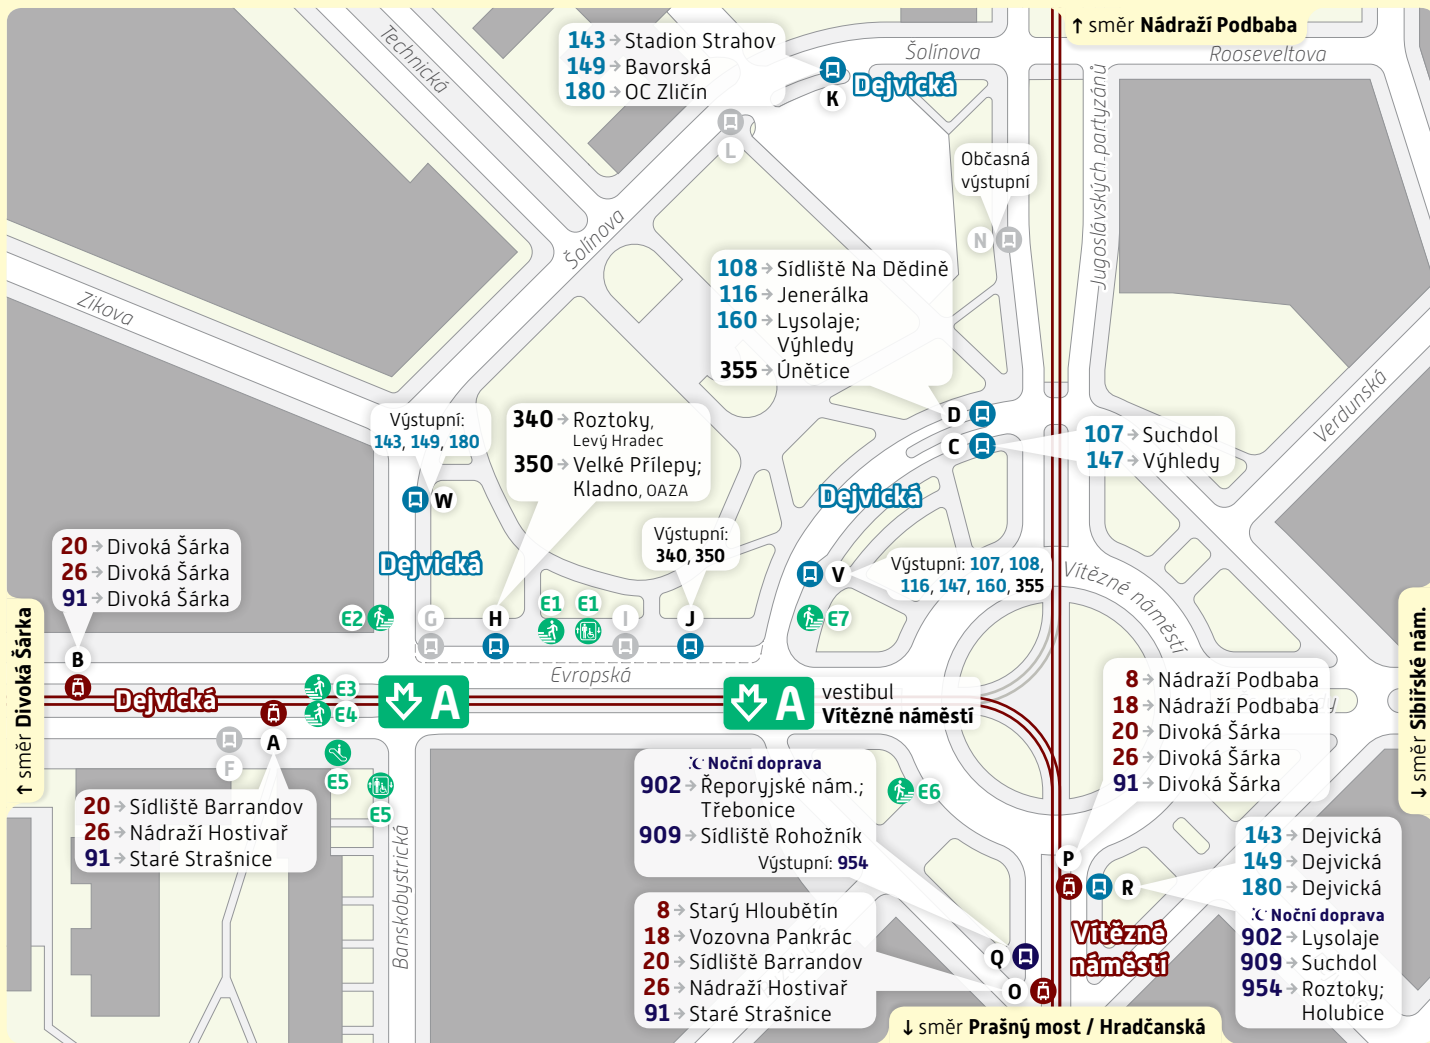 ↑ směr Nádraží Podbaba
143 → Stadion Strahov
149 → Bavorská
180 → OC Zličín
Technická
Šolínova
Rooseveltova
Dejvická
K
L
Občasná
výstupní
N
Jugoslávských partyzánů
Šolínova
Zikova
108 → Sídliště Na Dědině
116 → Jenerálka
160 → Lysolaje;
Výhledy
355 → Únětice
D
C
107 → Suchdol
147 → Výhledy
Verdunská
Výstupní:
143, 149, 180
W
340 → Roztoky,
Levý Hradec
350 → Velké Přílepy;
Kladno, OAZA
Dejvická
Výstupní:
340, 350
Dejvická
V
Výstupní: 107, 108,
116, 147, 160, 355
Vítězné náměstí
20 → Divoká Šárka
26 → Divoká Šárka
91 → Divoká Šárka
E2
G
H
E1
E1
I
J
E7
↑ směr Divoká Šárka
B
Dejvická
E3
E4
A
Evropská
A
vestibul
Vítězné náměstí
↓ směr Sibiřské nám.
8 → Nádraží Podbaba
18 → Nádraží Podbaba
20 → Divoká Šárka
26 → Divoká Šárka
91 → Divoká Šárka
F
A
E5
E5
20 → Sídliště Barrandov
26 → Nádraží Hostivař
91 → Staré Strašnice
Banskobystrická
Noční doprava
902 → Řeporyjské nám.;
Třebonice
909 → Sídliště Rohožník
Výstupní: 954
E6
P
R
143 → Dejvická
149 → Dejvická
180 → Dejvická
Noční doprava
902 → Lysolaje
909 → Suchdol
954 → Roztoky;
Holubice
8 → Starý Hloubětín
18 → Vozovna Pankrác
20 → Sídliště Barrandov
26 → Nádraží Hostivař
91 → Staré Strašnice
Vítězné
náměstí
Q
O
↓ směr Prašný most / Hradčanská